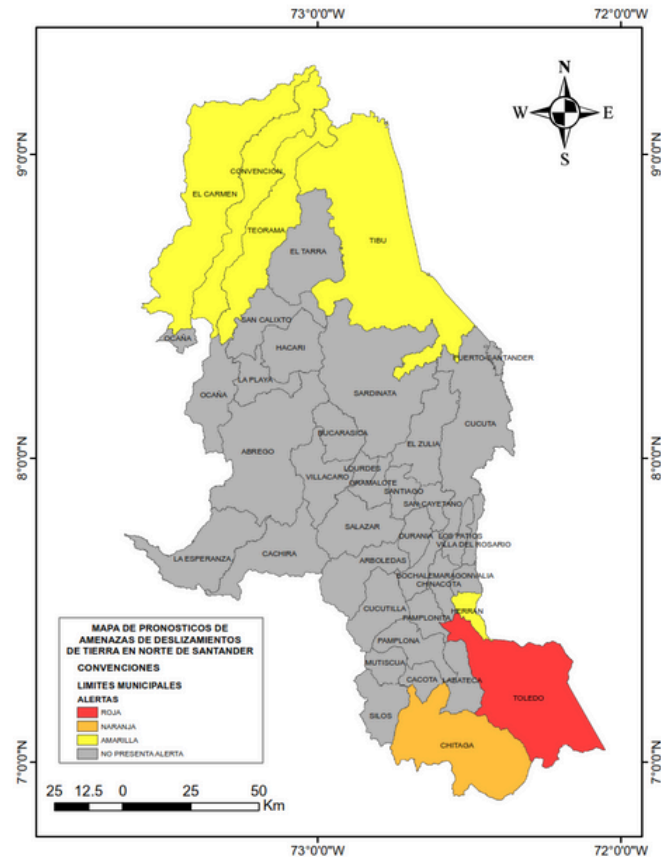 73°0'0"W
72°0'0"W
N
W
E
S
9°0'0"N
9°0'0"N
CONVENCIÓN
EL CARMEN
TEORAMA
TIBU
EL TARRA
SAN CALIXTO
OCAÑA
HACARI
PUERTO SANTANDER
LA PLAYA
OCAÑA
SARDINATA
CUCUTA
BUCARASICA
ABREGO
EL ZULIA
8°0'0"N
8°0'0"N
LOURDES
VILLACARO
GRAMALOTE
SANTIAGO
SAN CAYETANO
SALAZAR
DURANIA
LOS PATIOS
VILLA DEL ROSARIO
LA ESPERANZA
CACHIRA
ARBOLEDAS
BOCHALEMA
RAGONVALIA
CHINACOTA
CUCUTILLA
HERRAN
PAMPLONITA
PAMPLONA
MUTISCUA
CACOTA
LABATECA
TOLEDO
SILOS
CHITAGA
7°0'0"N
7°0'0"N
MAPA DE PRONOSTICOS DE
AMENAZAS DE DESLIZAMIENTOS
DE TIERRA EN NORTE DE SANTANDER
CONVENCIONES
LIMITES MUNICIPALES
ALERTAS
ROJA
NARANJA
AMARILLA
NO PRESENTA ALERTA
25 12.5 0 25 50
Km
73°0'0"W
72°0'0"W